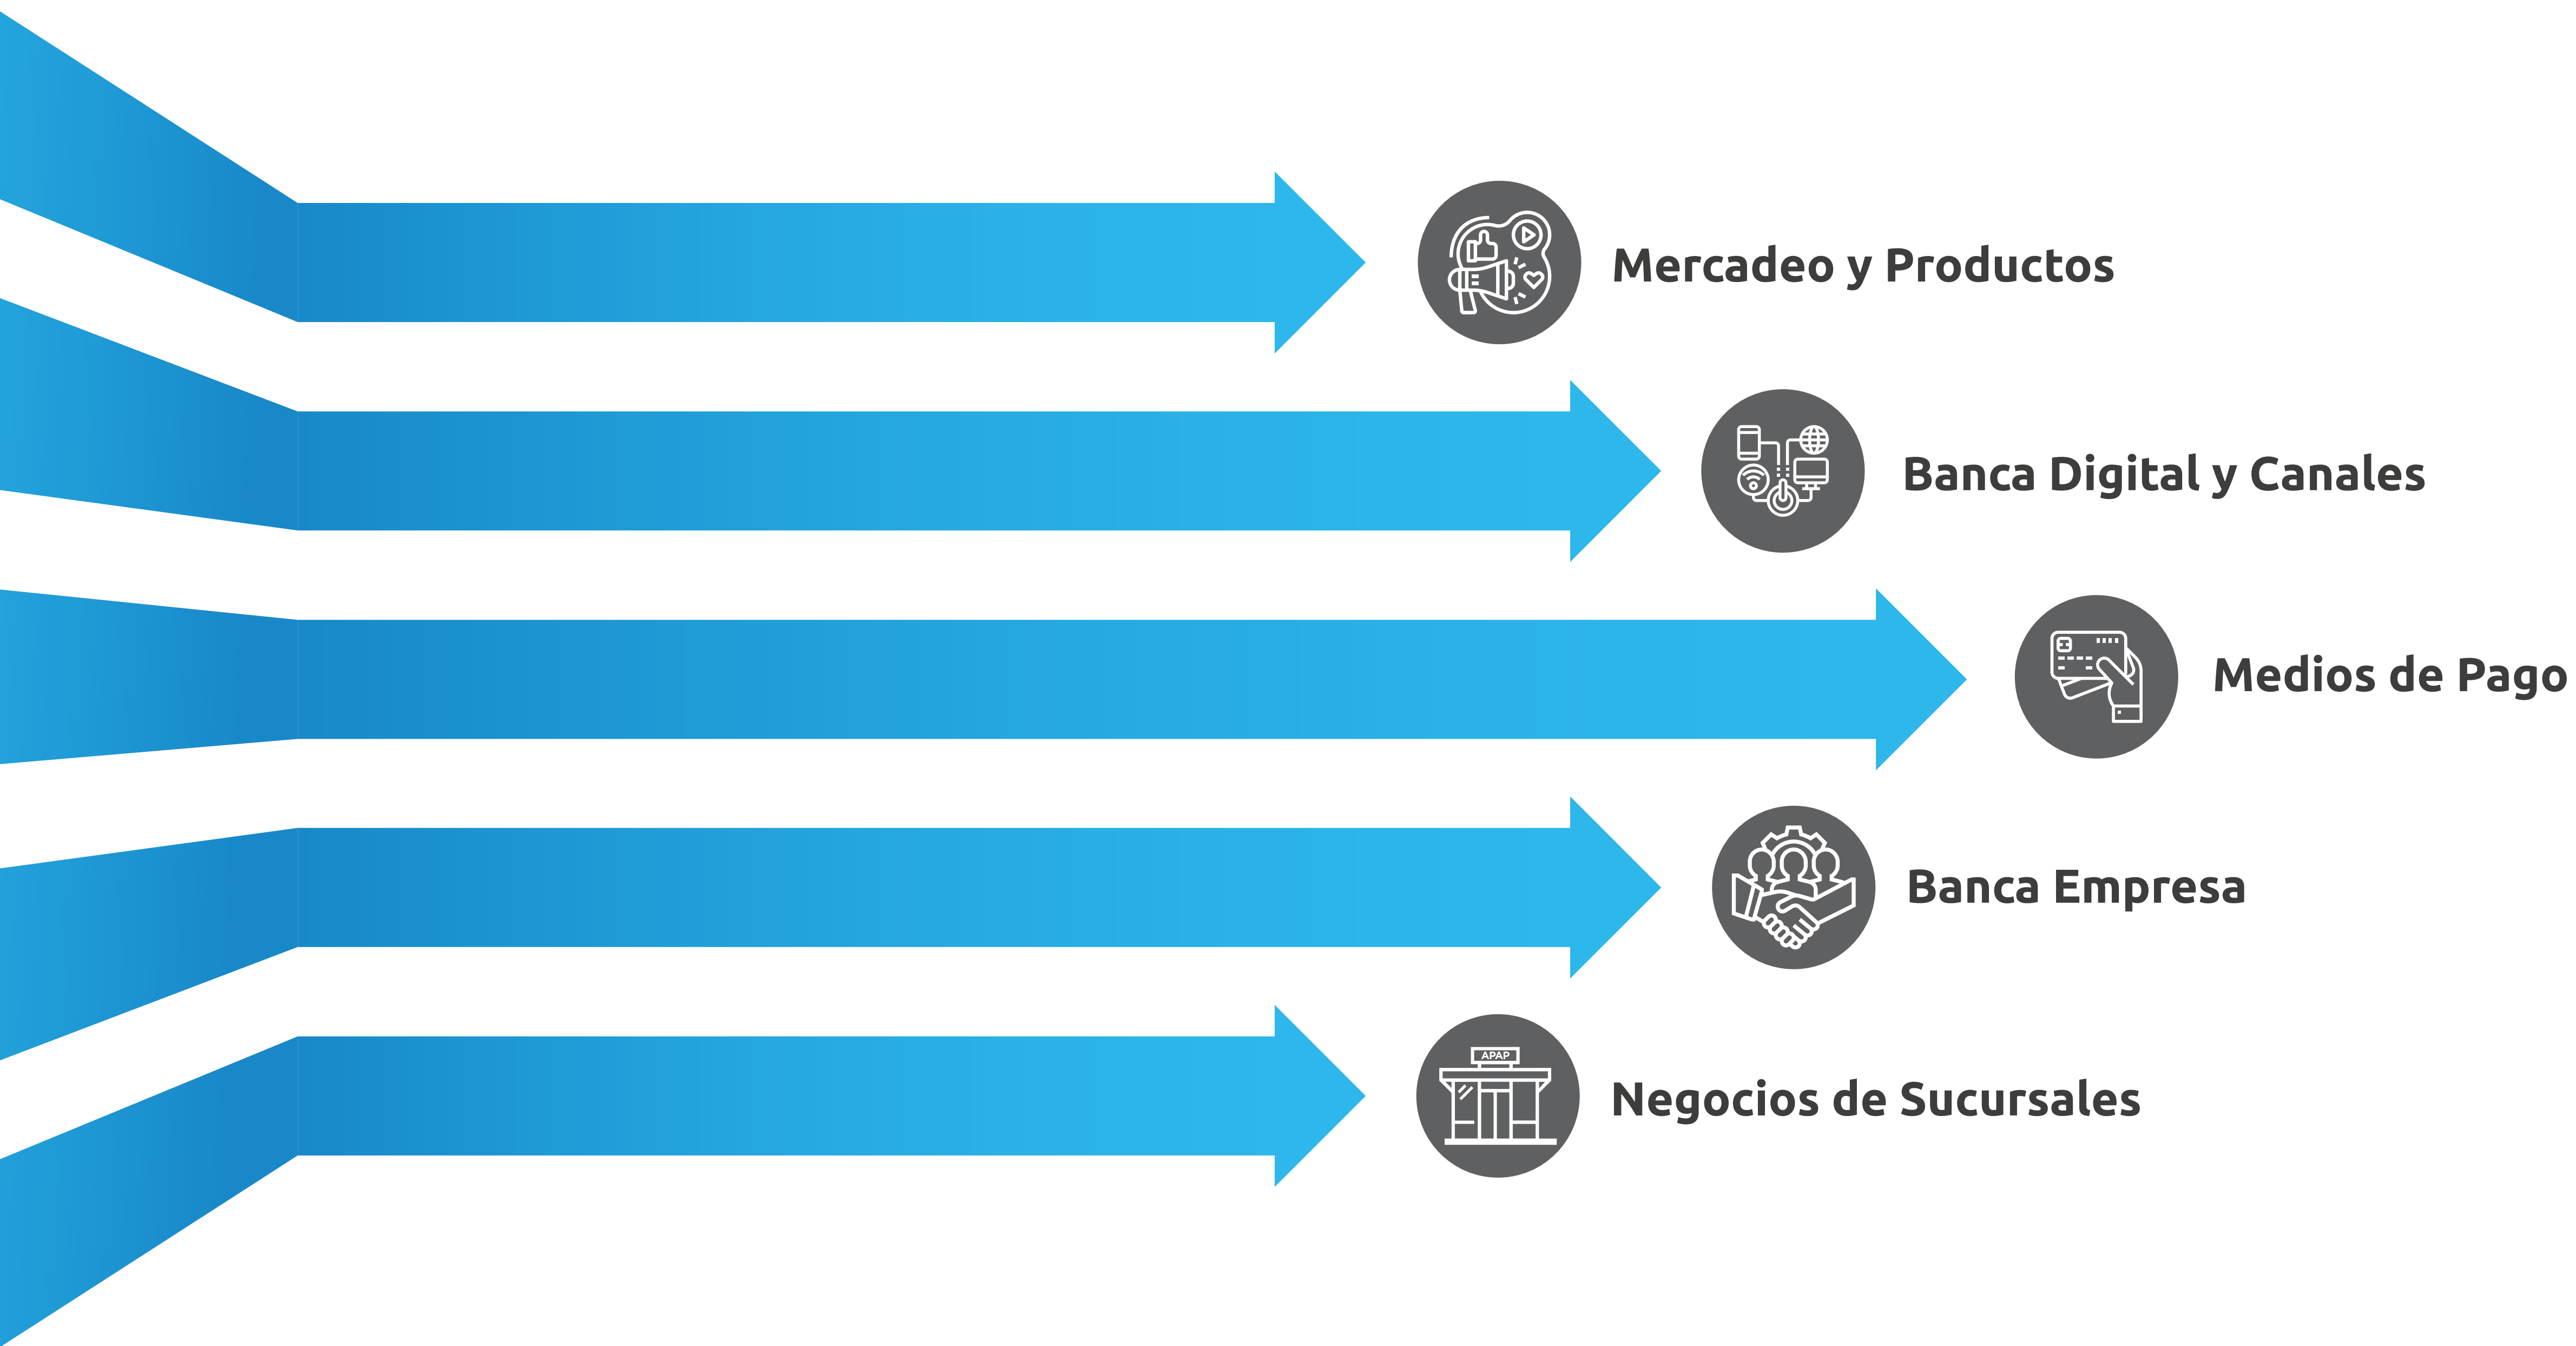 Mercadeo y Productos
Banca Digital y Canales
Medios de Pago
Banca Empresa
APAP
Negocios de Sucursales